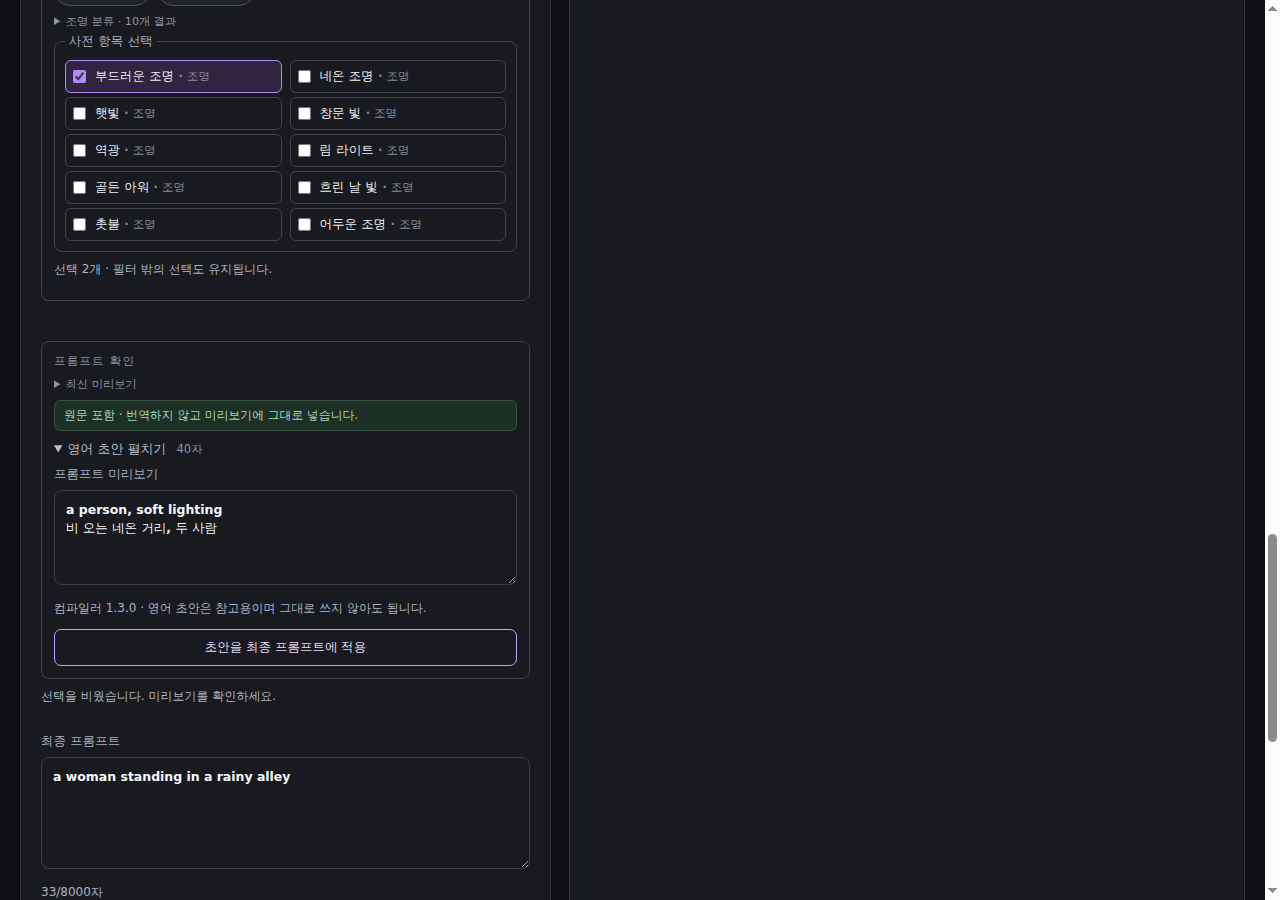 조명 분류 · 10개 결과
사전 항목 선택
부드러운 조명 · 조명
네온 조명 · 조명
햇빛 · 조명
창문 빛 · 조명
역광 · 조명
림 라이트 · 조명
골든 아워 · 조명
흐린 날 빛 · 조명
촛불 · 조명
어두운 조명 · 조명
선택 2개 · 필터 밖의 선택도 유지됩니다.
프롬프트 확인
최신 미리보기
원문 포함 · 번역하지 않고 미리보기에 그대로 넣습니다.
영어 초안 펼치기 40자
프롬프트 미리보기
a person, soft lighting
비 오는 네온 거리, 두 사람
컴파일러 1.3.0 · 영어 초안은 참고용이며 그대로 쓰지 않아도 됩니다.
초안을 최종 프롬프트에 적용
선택을 비웠습니다. 미리보기를 확인하세요.
최종 프롬프트
a woman standing in a rainy alley
33/8000자